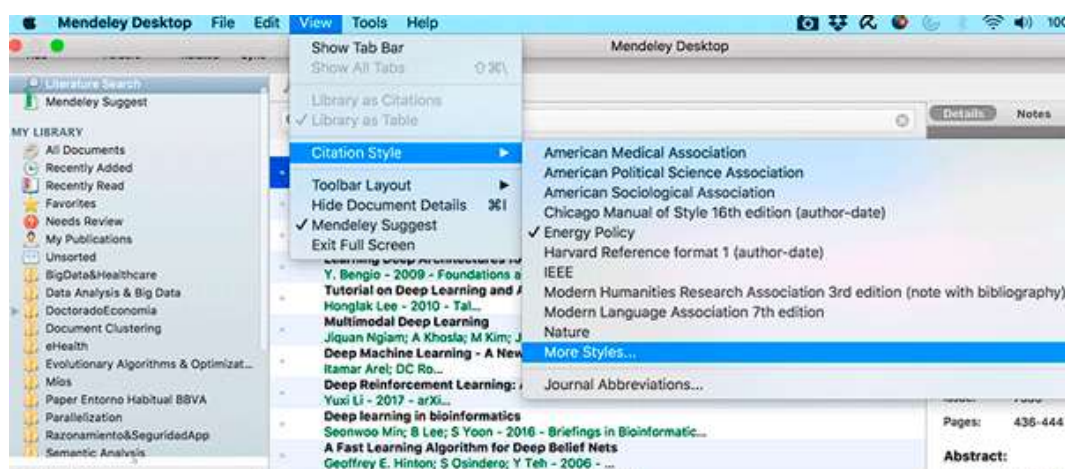 Mendeley Desktop File Edit View Tools Help 100
Mendeley Desktop
Show Tab Bar
Show All Tabs ⇧⌘\
Library as Citations
✓ Library as Table
Citation Style ▶
Toolbar Layout ▶
Hide Document Details ⌘I
✓ Mendeley Suggest
Exit Full Screen
American Medical Association
American Political Science Association
American Sociological Association
Chicago Manual of Style 16th edition (author-date)
✓ Energy Policy
Harvard Reference format 1 (author-date)
IEEE
Modern Humanities Research Association 3rd edition (note with bibliography)
Modern Language Association 7th edition
Nature
More Styles...
Journal Abbreviations...
Literature Search
Mendeley Suggest
MY LIBRARY
All Documents
Recently Added
Recently Read
Favorites
Needs Review
My Publications
Unsorted
BigData&Healthcare
Data Analysis & Big Data
DoctoradoEconomia
Document Clustering
eHealth
Evolutionary Algorithms & Optimizat...
Mios
Paper Entorno Habitual BBVA
Parallelization
Razonamiento&SeguridadApp
Semantic Analysis
Learning Deep Architectures
Y. Bengio - 2009 - Foundations a
Tutorial on Deep Learning and A
Honglak Lee - 2010 - Tal...
Multimodal Deep Learning
Jiquan Ngiam; A Khosla; M Kim; J
Deep Machine Learning - A New
Itamar Arel; DC Ro...
Deep Reinforcement Learning:
Yuxi Li - 2017 - arXi...
Deep learning in bioinformatics
Seonwoo Min; B Lee; S Yoon - 2016 - Briefings in Bioinformatic...
A Fast Learning Algorithm for Deep Belief Nets
Geoffrey E. Hinton; S Osindero; Y Teh - 2006 - ...
Details Notes
Pages: 436-444
Abstract: